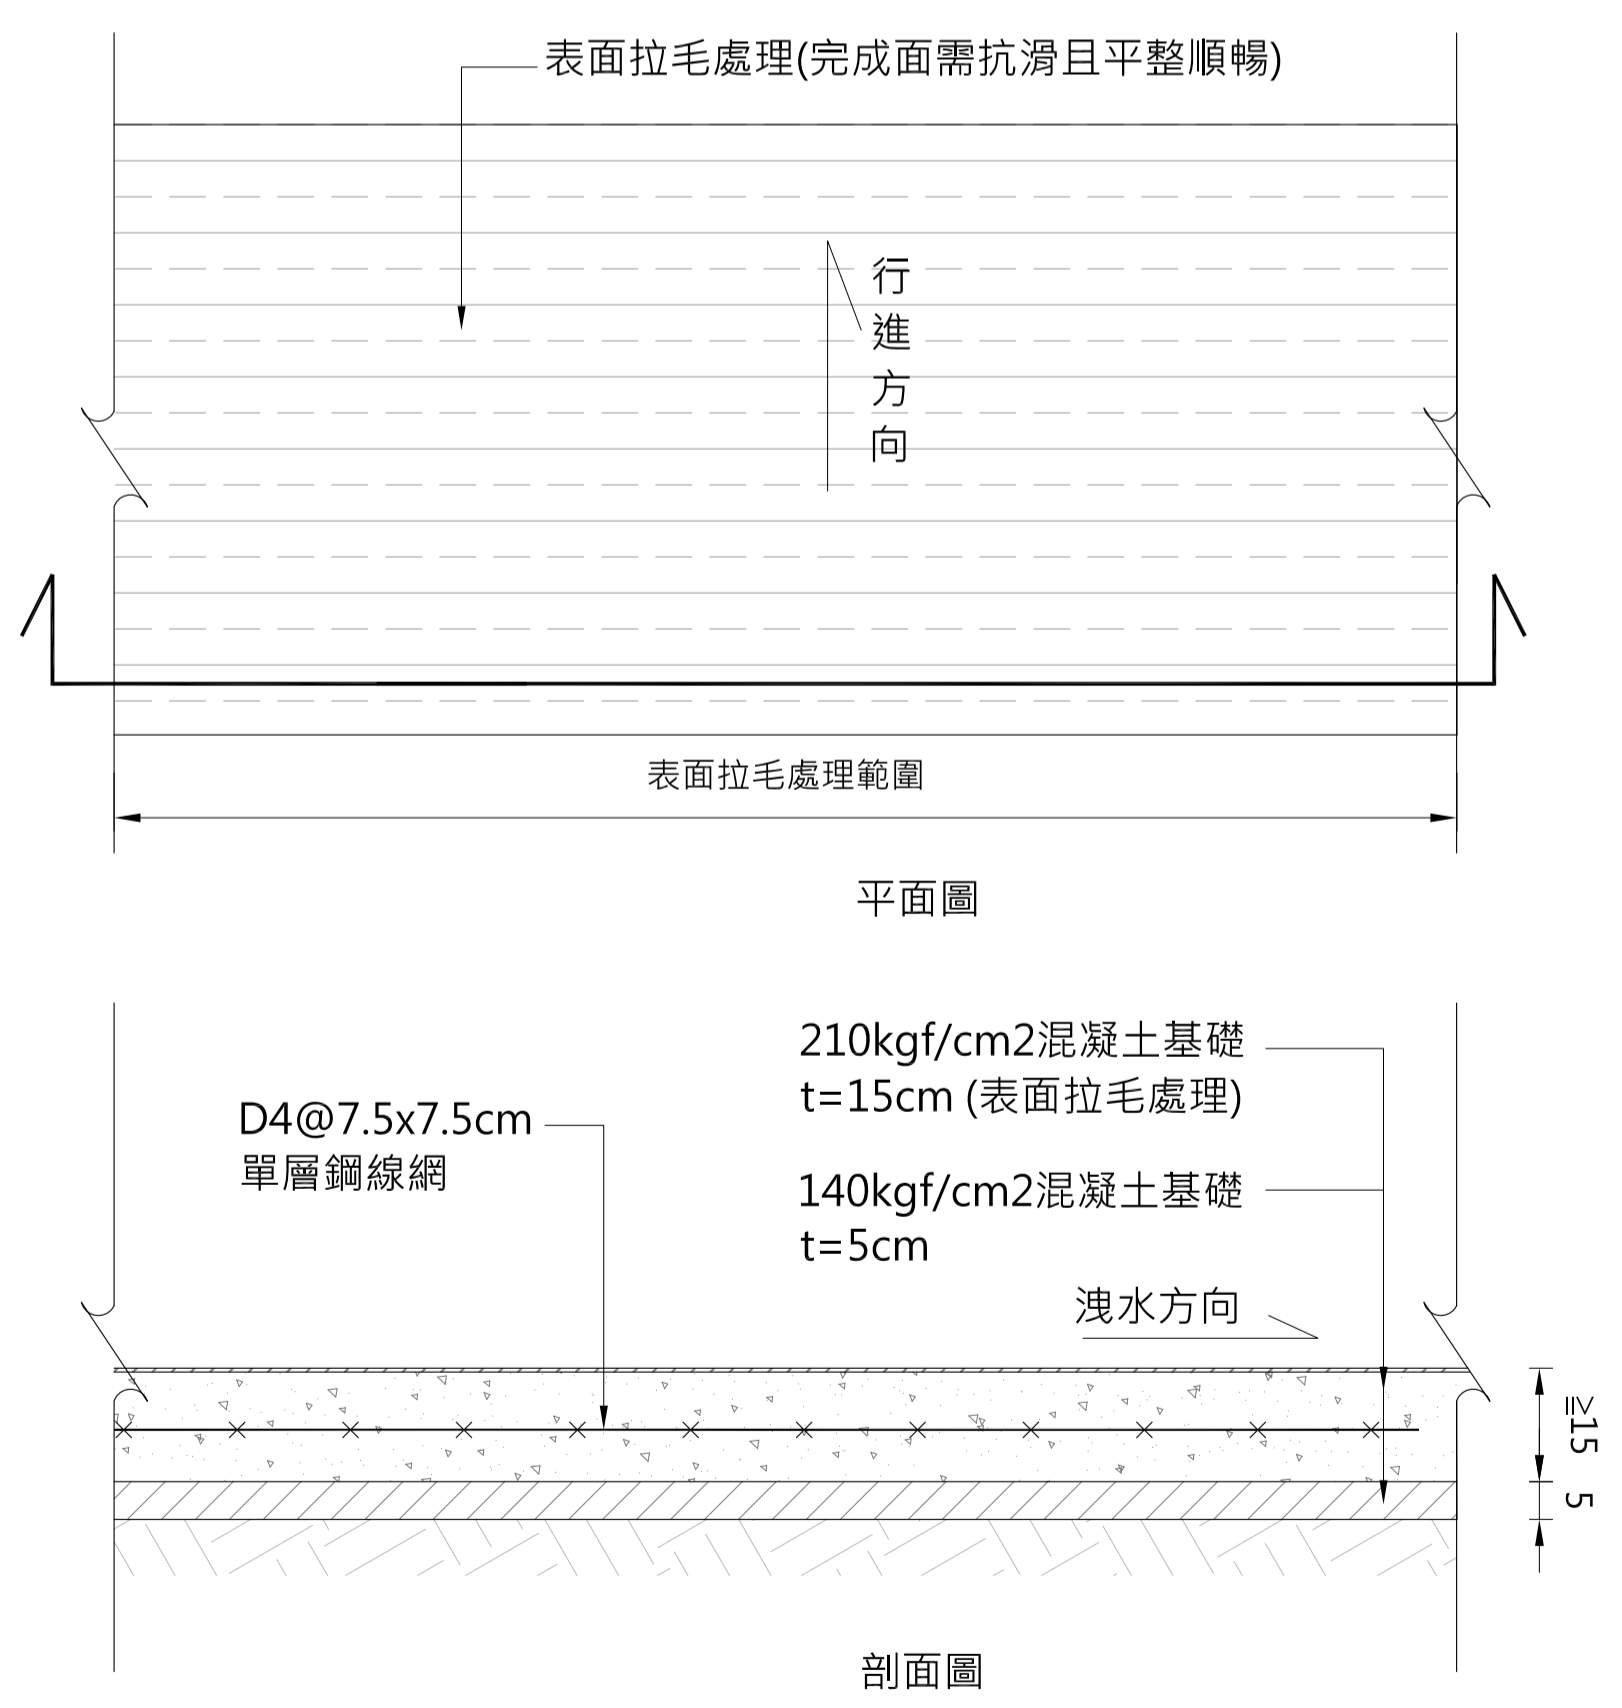 表面拉毛處理(完成面需抗滑且平整順暢)
行進方向
表面拉毛處理範圍
平面圖
210kgf/cm2混凝土基礎
t=15cm (表面拉毛處理)
D4@7.5x7.5cm
單層鋼線網
140kgf/cm2混凝土基礎
t=5cm
洩水方向
≧15
5
剖面圖